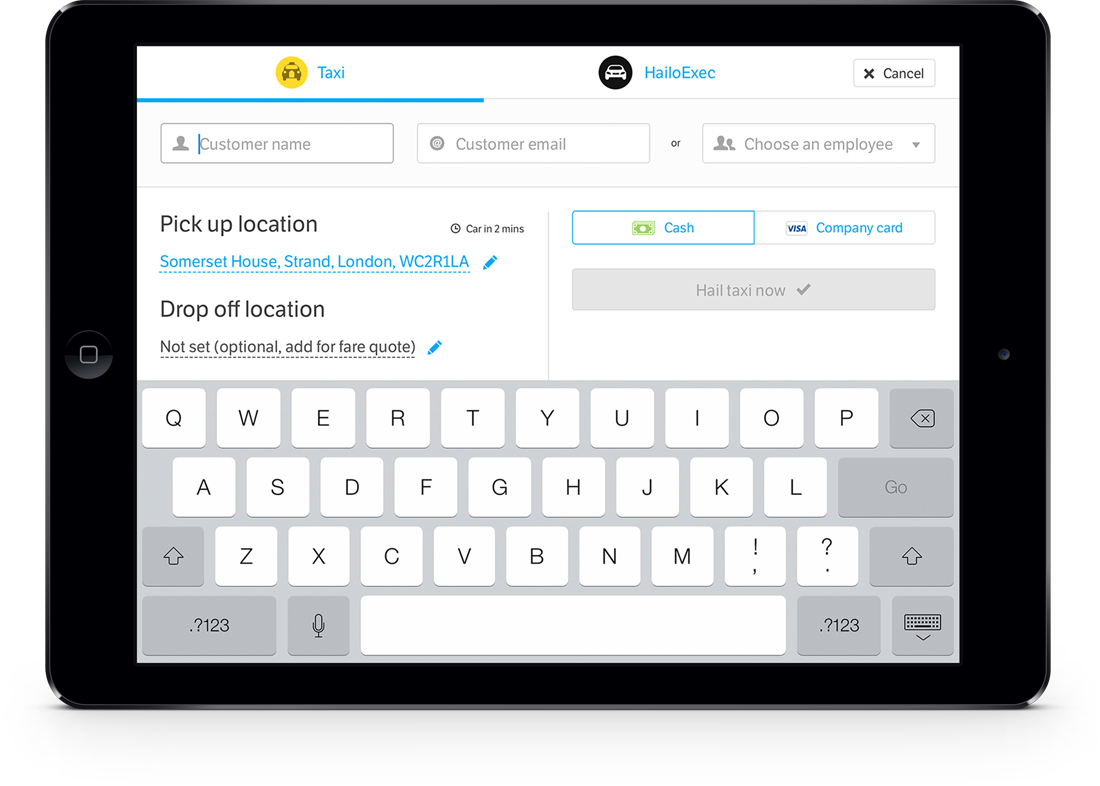 Taxi
HailoExec
Cancel
Customer name
@ Customer email
or
Choose an employee
Pick up location
Car in 2 mins
Somerset House, Strand, London, WC2R1LA
Drop off location
Not set (optional, add for fare quote)
Cash
VISA Company card
Hail taxi now
Q W E R T Y U I O P
A S D F G H J K L Go
Z X C V B N M ! , ? .
.?123 .?123